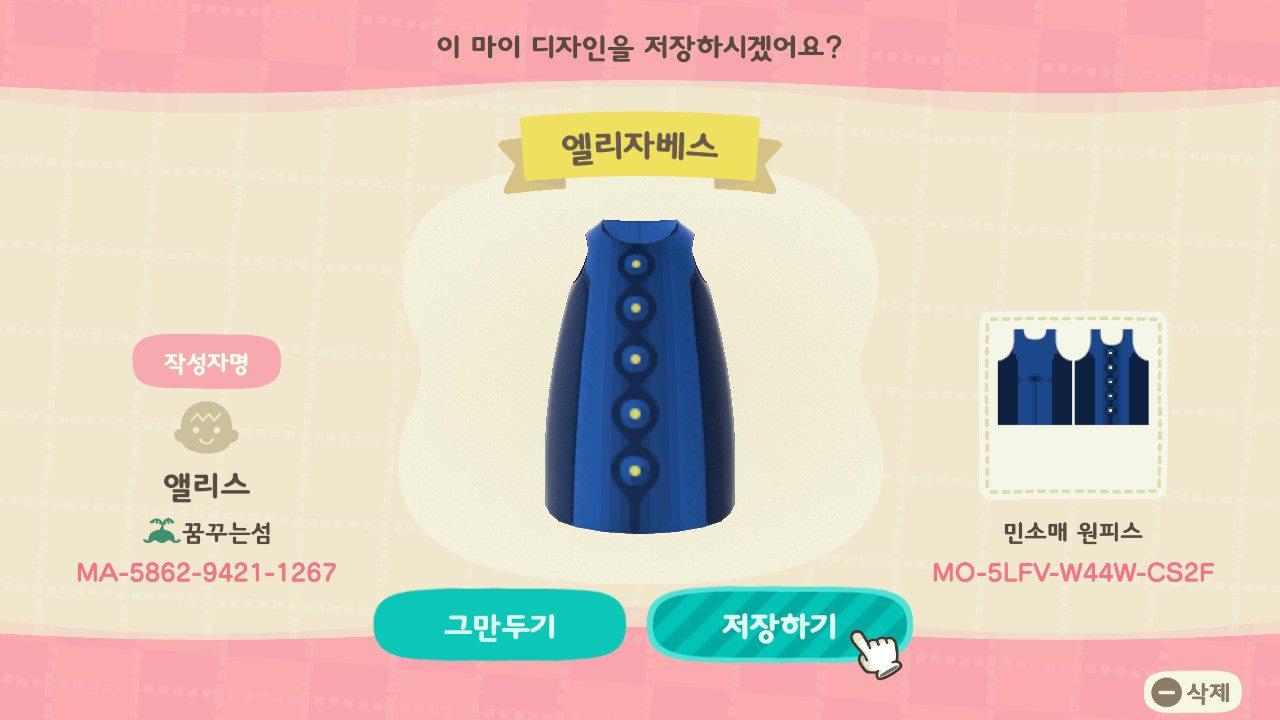 이 마이 디자인을 저장하시겠어요?
엘리자베스
작성자명
앨리스
꿈꾸는섬
MA-5862-9421-1267
민소매 원피스
MO-5LFV-W44W-CS2F
그만두기
저장하기
삭제